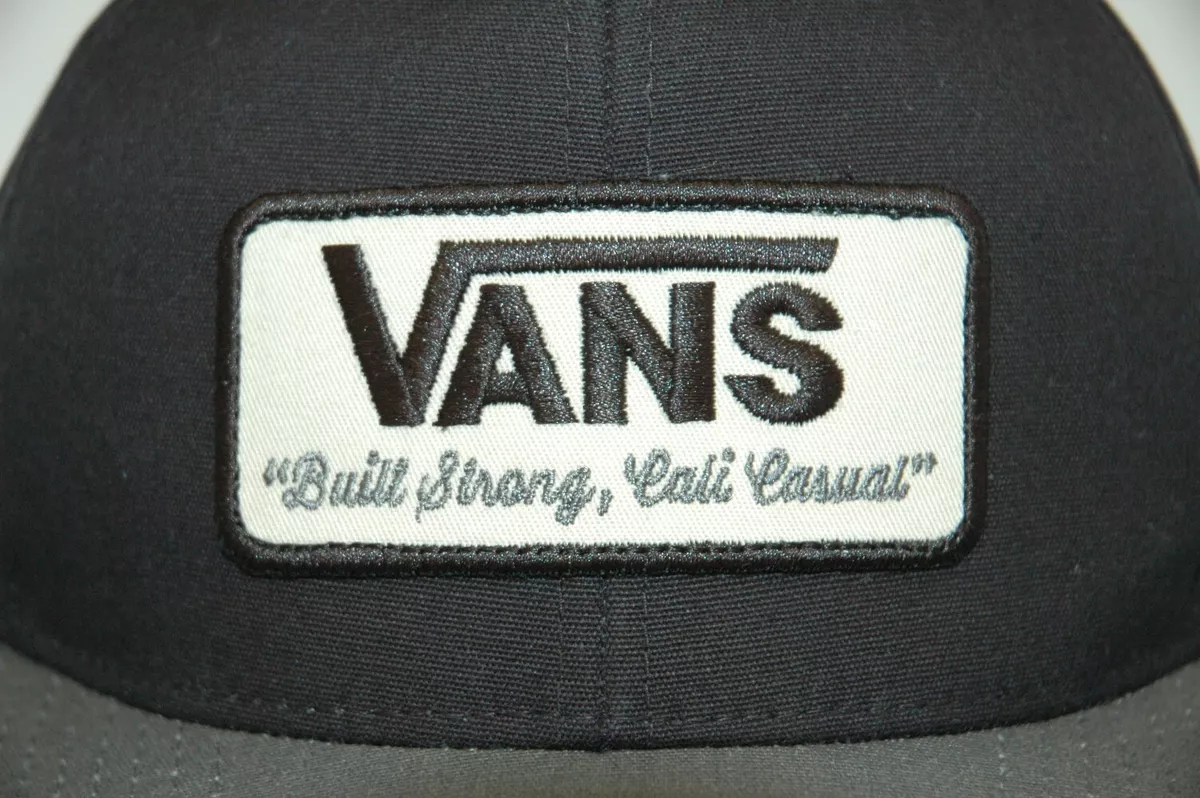 VANS
“Built Strong, Cali Casual”